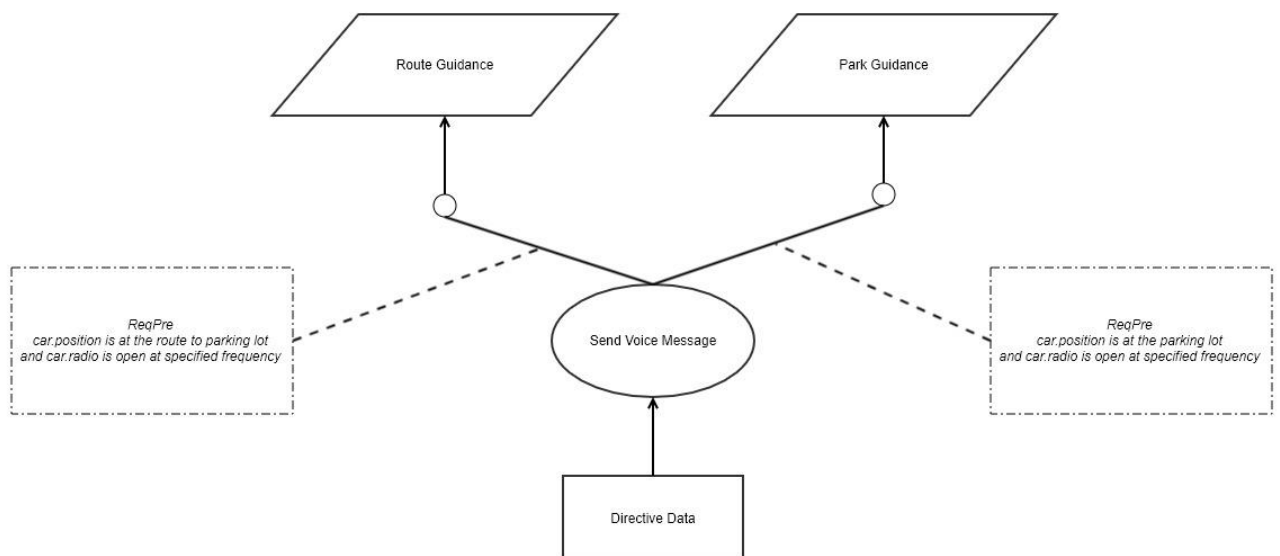 Route Guidance
Park Guidance
ReqPre
car.position is at the route to parking lot
and car.radio is open at specified frequency
Send Voice Message
ReqPre
car.position is at the parking lot
and car.radio is open at specified frequency
Directive Data